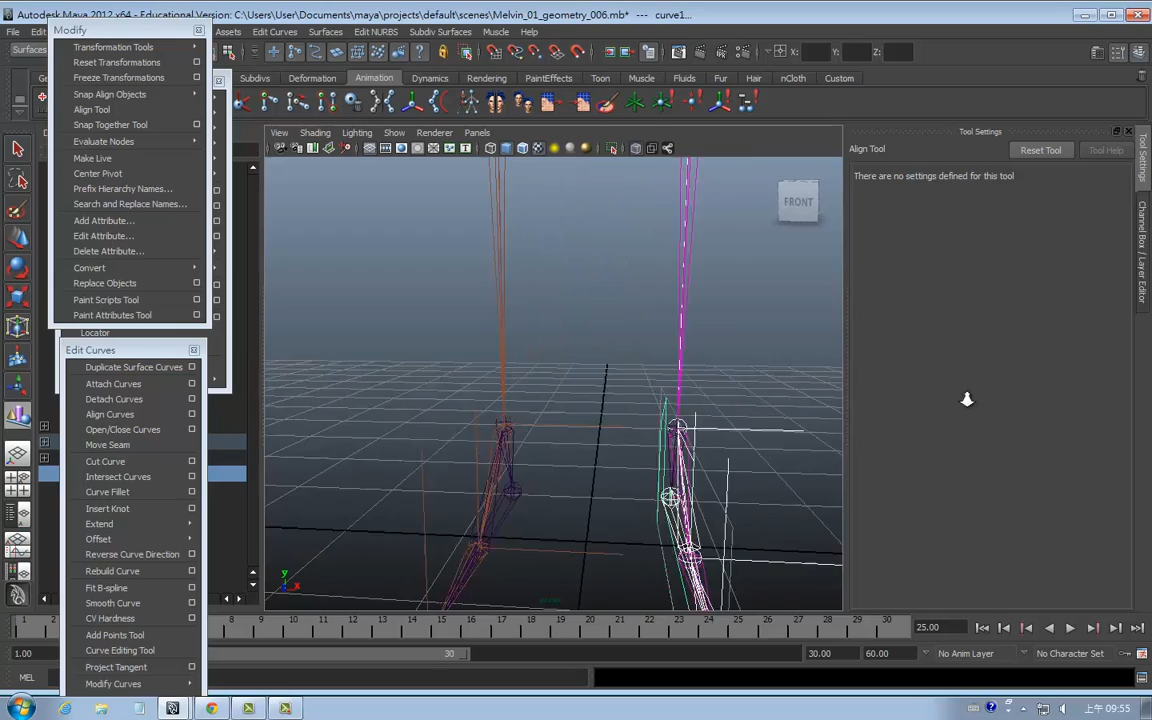 Autodesk Maya 2012 x64 - Educational Version: C:\Users\User\Documents\maya\projects\default\scenes\Melvin_01_geometry_006.mb* --- curve1...
File
Assets
Edit Curves
Surfaces
Edit NURBS
Subdiv Surfaces
Muscle
Help
Surfaces
X:
Y:
Z:
Subdivs
Deformation
Animation
Dynamics
Rendering
PaintEffects
Toon
Muscle
Fluids
Fur
Hair
nCloth
Custom
Modify
Transformation Tools
Reset Transformations
Freeze Transformations
Snap Align Objects
Align Tool
Snap Together Tool
Evaluate Nodes
Make Live
Center Pivot
Prefix Hierarchy Names...
Search and Replace Names...
Add Attribute...
Edit Attribute...
Delete Attribute...
Convert
Replace Objects
Paint Scripts Tool
Paint Attributes Tool
Locator
Edit Curves
Duplicate Surface Curves
Attach Curves
Detach Curves
Align Curves
Open/Close Curves
Move Seam
Cut Curve
Intersect Curves
Curve Fillet
Insert Knot
Extend
Offset
Reverse Curve Direction
Rebuild Curve
Fit B-spline
Smooth Curve
CV Hardness
Add Points Tool
Curve Editing Tool
Project Tangent
Modify Curves
View
Shading
Lighting
Show
Renderer
Panels
FRONT
y
x
Tool Settings
Align Tool
Reset Tool
Tool Help
There are no settings defined for this tool
Tool Settings
Channel Box / Layer Editor
1 8 9 10 11 12 13 14 15 16 17 18 19 20 21 22 23 24 25 26 27 28 29 30
25.00
1.00
30
30.00
60.00
No Anim Layer
No Character Set
MEL
上午 09:55